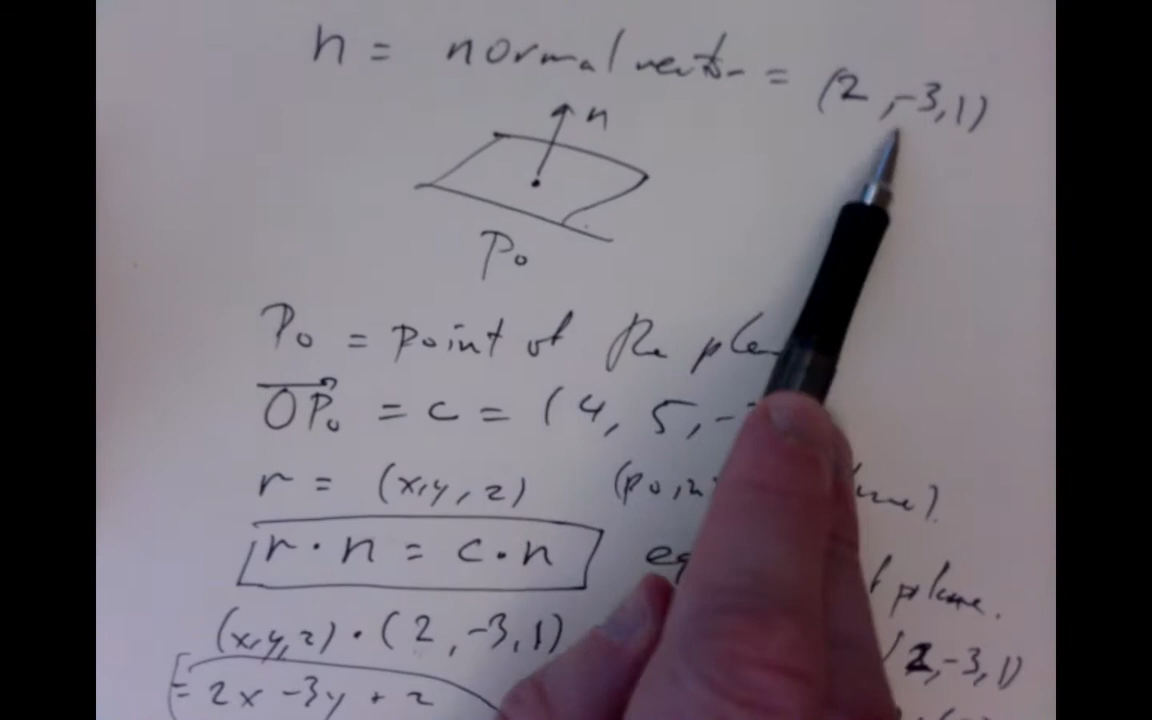 n = normal vector = (2, -3, 1)
n
P₀
P₀ = point of the
OP₀ = c = (4, 5, -
r = (x, y, z) (poin
r · n = c · n
plane.
(x, y, z) · (2, -3, 1) (2, -3, 1)
= 2x - 3y + z